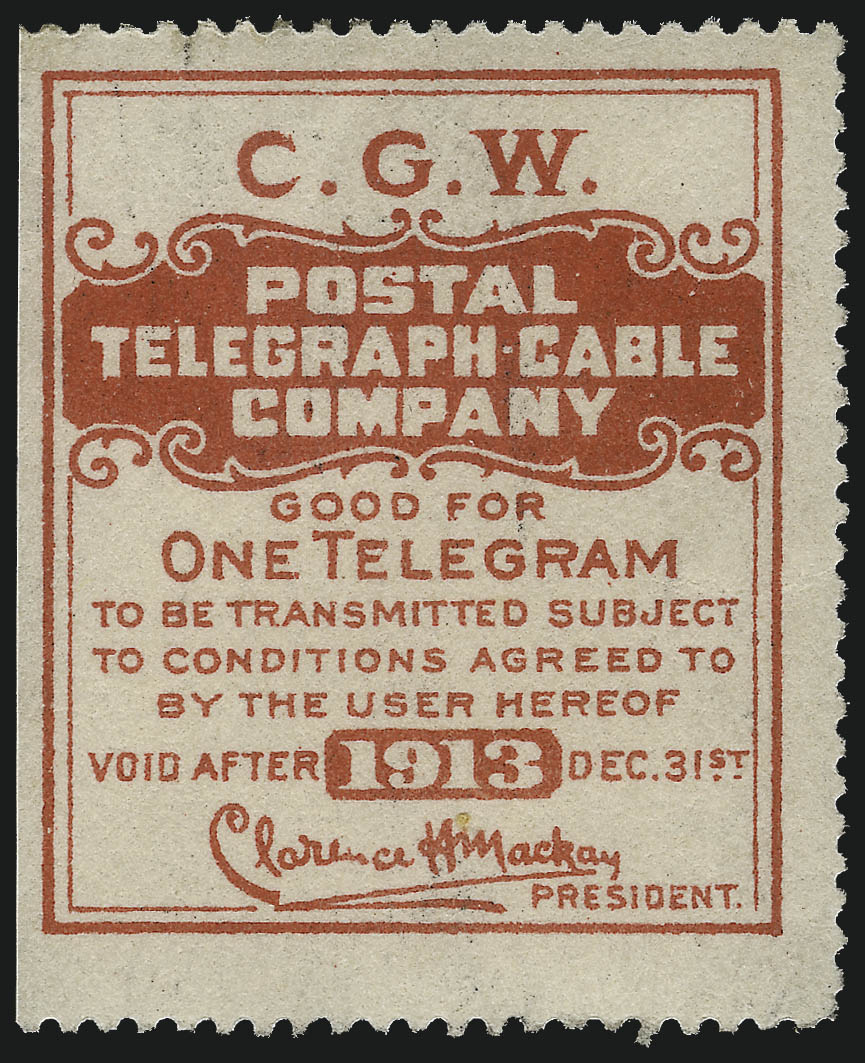 C.G.W.
POSTAL
TELEGRAPH-CABLE
COMPANY
GOOD FOR
ONE TELEGRAM
TO BE TRANSMITTED SUBJECT
TO CONDITIONS AGREED TO
BY THE USER HEREOF
VOID AFTER 1913 DEC. 31ST
Clarence H Mackay
PRESIDENT.